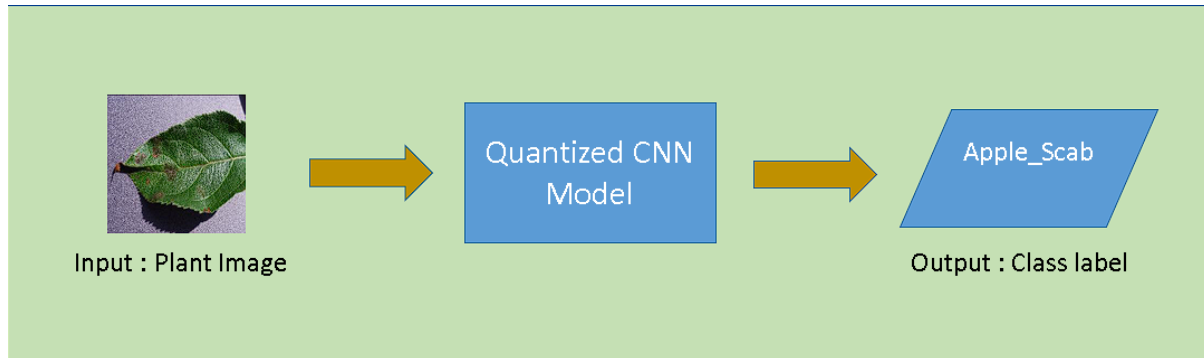 Quantized CNN
Model
Apple_Scab
Input : Plant Image
Output : Class label